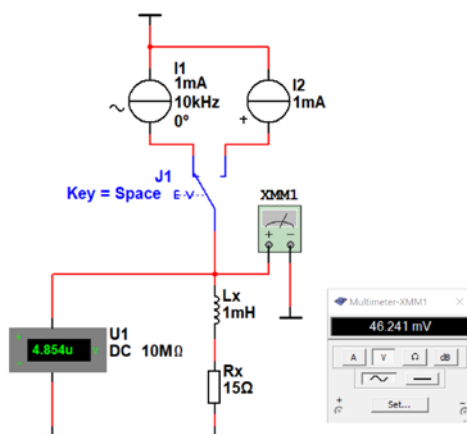 I1
1mA
10kHz
0°
I2
1mA
+
J1
Key = Space
XMM1
+ −
Lx
1mH
U1
DC 10MΩ
+
4.854u
-
Rx
15Ω
Multimeter-XMM1 ×
46.241 mV
A V Ω dB
+ Set... −